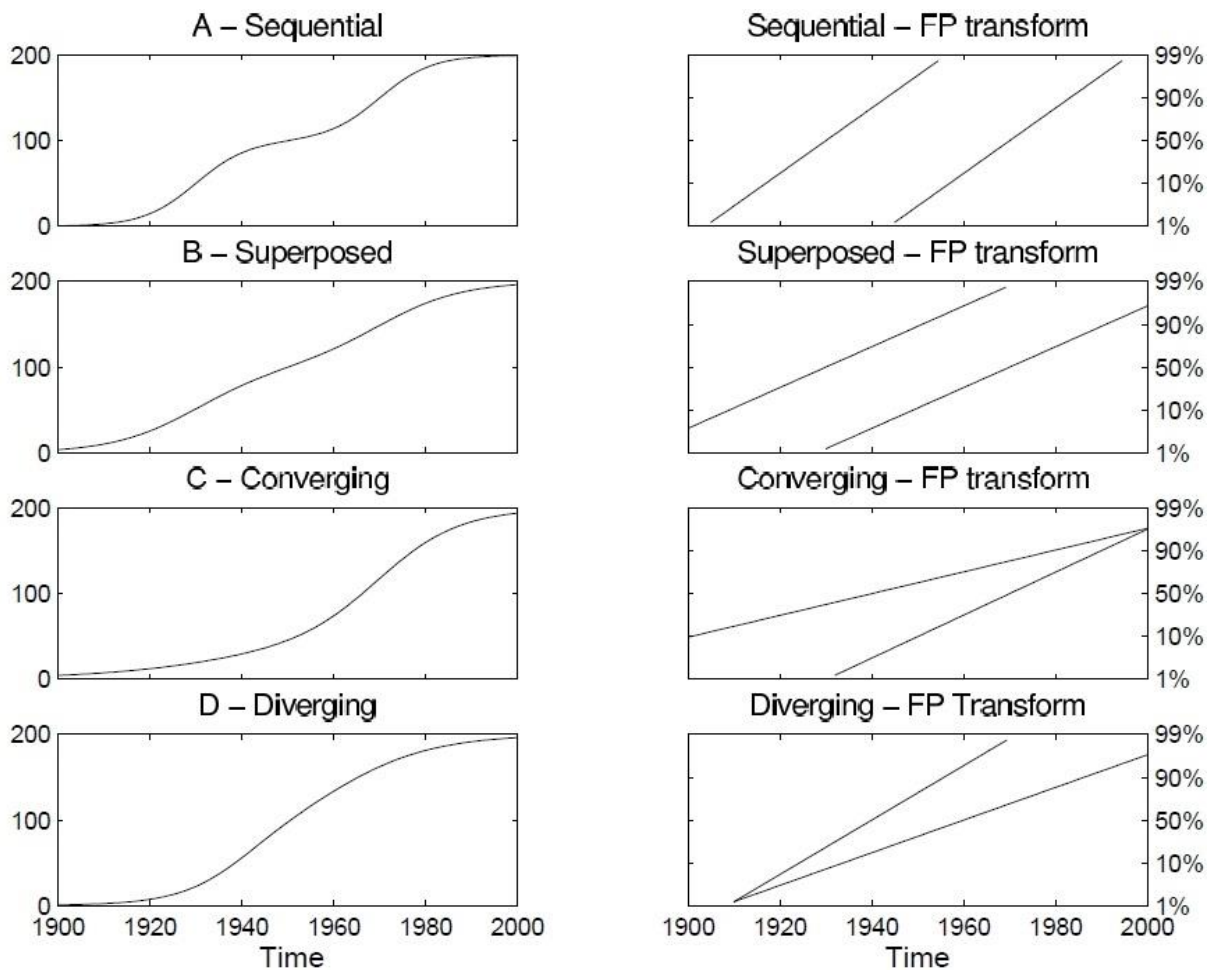 A – Sequential
200
100
0
Sequential – FP transform
99%
90%
50%
10%
1%
B – Superposed
200
100
0
Superposed – FP transform
99%
90%
50%
10%
1%
C – Converging
200
100
0
Converging – FP transform
99%
90%
50%
10%
1%
D – Diverging
200
100
0
1900 1920 1940 1960 1980 2000
Time
Diverging – FP Transform
99%
90%
50%
10%
1%
1900 1920 1940 1960 1980 2000
Time